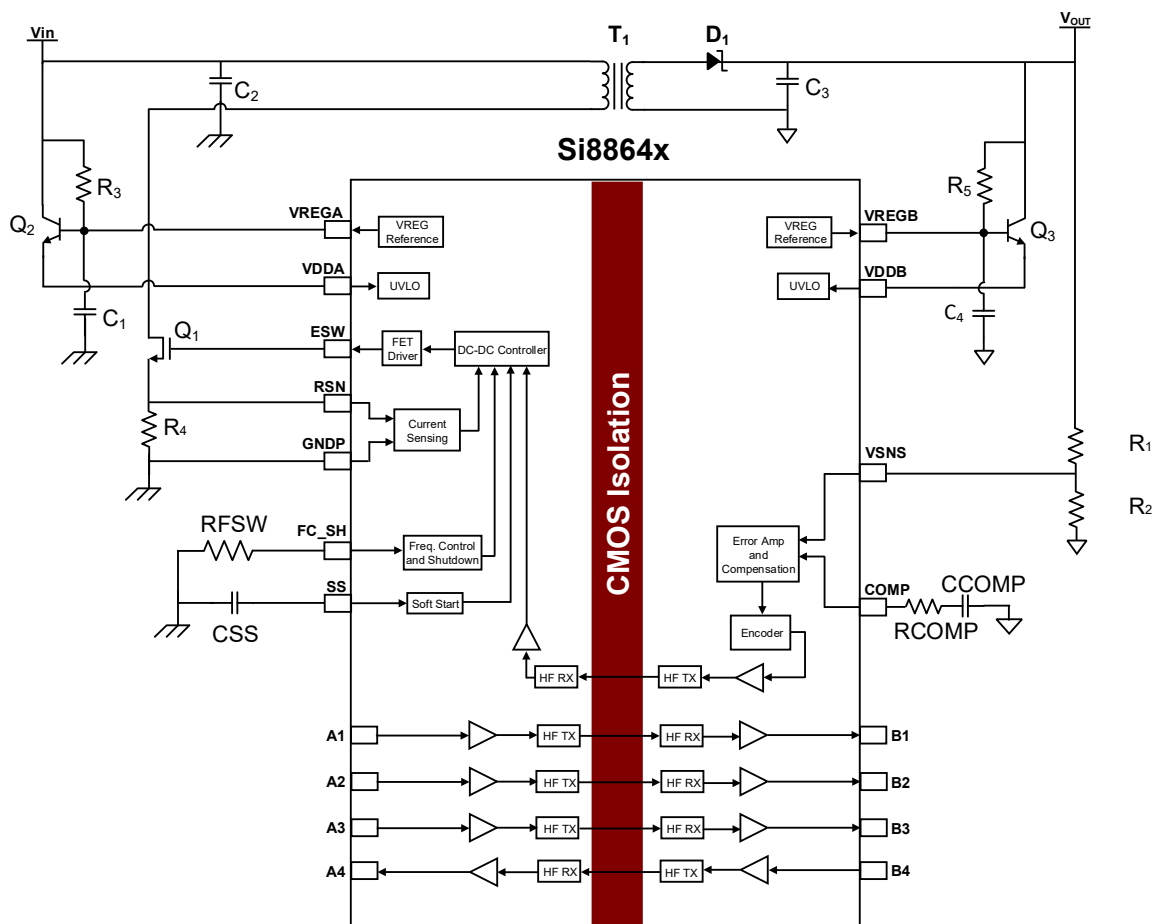 Vin
T1
D1
VOUT
C2
C3
Si8864x
R3
R5
VREGA
VREG
Reference
VREG
Reference
VREGB
Q2
Q3
VDDA
UVLO
UVLO
VDDB
C1
C4
Q1
ESW
FET
Driver
DC-DC Controller
RSN
R4
Current
Sensing
GNDP
CMOS Isolation
VSNS
R1
R2
RFSW
FC_SH
Freq. Control
and Shutdown
Error Amp
and
Compensation
SS
Soft Start
CSS
COMP
CCOMP
RCOMP
Encoder
HF RX
HF TX
A1
HF TX
HF RX
B1
A2
HF TX
HF RX
B2
A3
HF TX
HF RX
B3
A4
HF RX
HF TX
B4